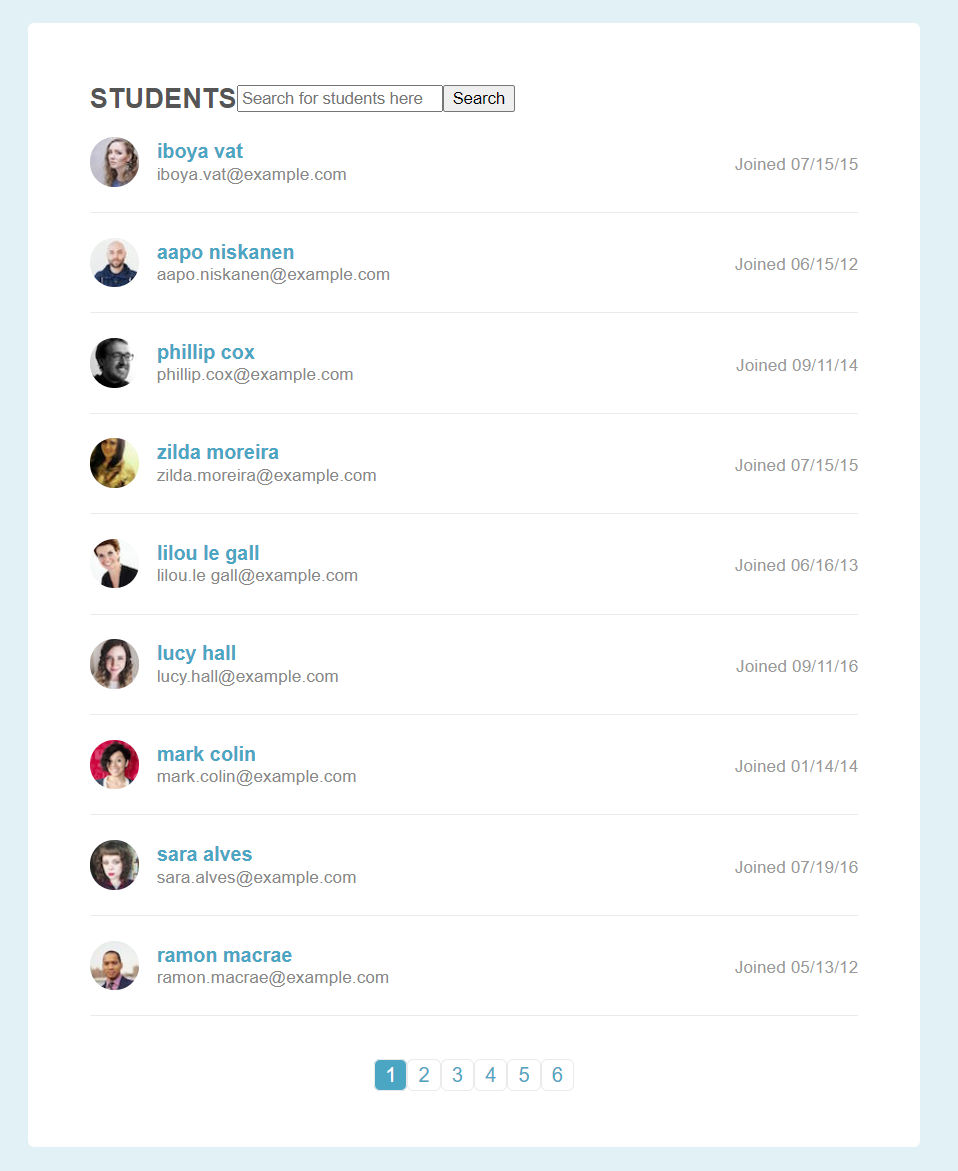 STUDENTS Search for students here Search
iboya vat
iboya.vat@example.com
Joined 07/15/15
aapo niskanen
aapo.niskanen@example.com
Joined 06/15/12
phillip cox
phillip.cox@example.com
Joined 09/11/14
zilda moreira
zilda.moreira@example.com
Joined 07/15/15
lilou le gall
lilou.le gall@example.com
Joined 06/16/13
lucy hall
lucy.hall@example.com
Joined 09/11/16
mark colin
mark.colin@example.com
Joined 01/14/14
sara alves
sara.alves@example.com
Joined 07/19/16
ramon macrae
ramon.macrae@example.com
Joined 05/13/12
1 2 3 4 5 6